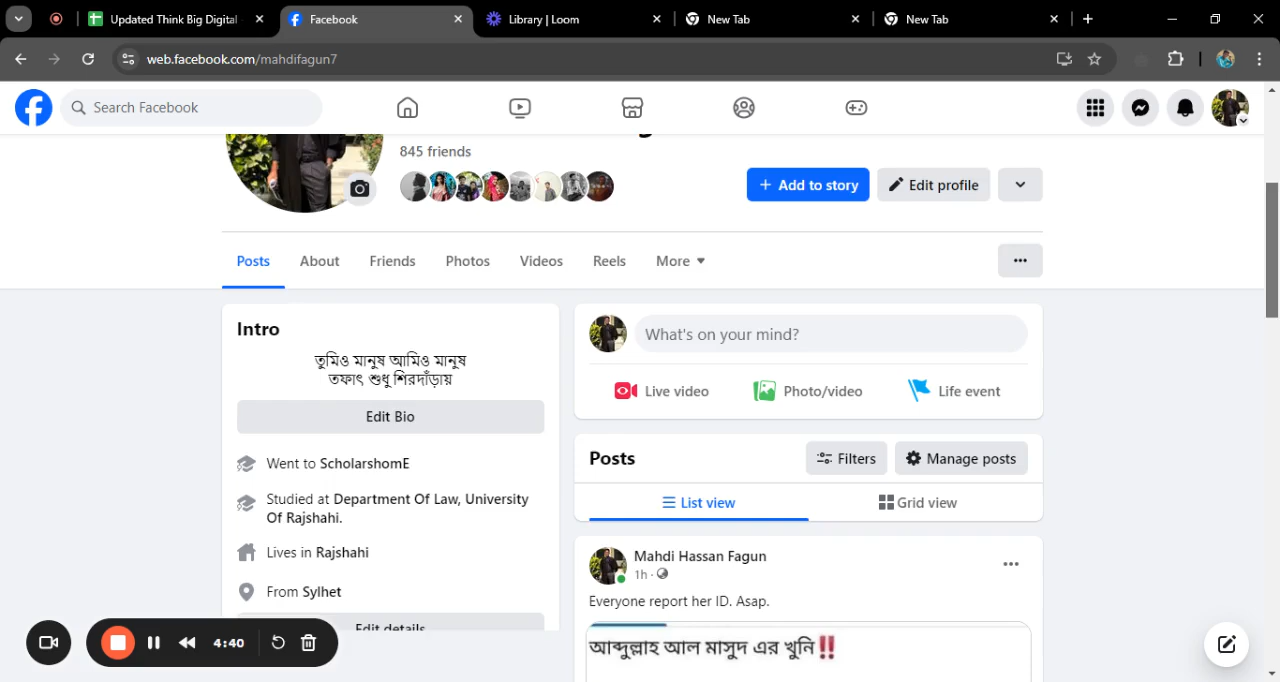 Updated Think Big Digital
Facebook
Library | Loom
New Tab
New Tab
web.facebook.com/mahdifagun7
Search Facebook
845 friends
+ Add to story
Edit profile
Posts
About
Friends
Photos
Videos
Reels
More
Intro
তুমিও মানুষ আমিও মানুষ
তফাৎ শুধু শিরদাঁড়ায়
Edit Bio
Went to ScholarshomE
Studied at Department Of Law, University
Of Rajshahi.
Lives in Rajshahi
From Sylhet
Edit details
What's on your mind?
Live video
Photo/video
Life event
Posts
Filters
Manage posts
List view
Grid view
Mahdi Hassan Fagun
1h ·
Everyone report her ID. Asap.
আব্দুল্লাহ আল মাসুদ এর খুনি‼️
4:40